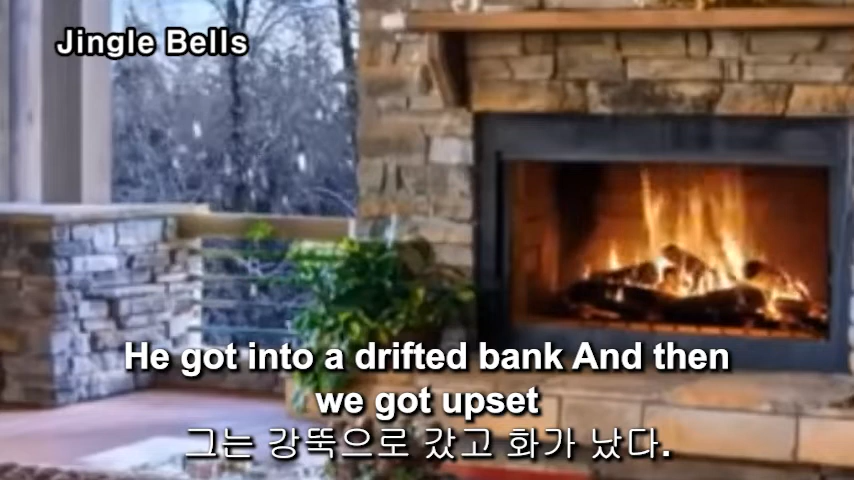 Jingle Bells
He got into a drifted bank And then
we got upset
그는 강뚝으로 갔고 화가 났다.